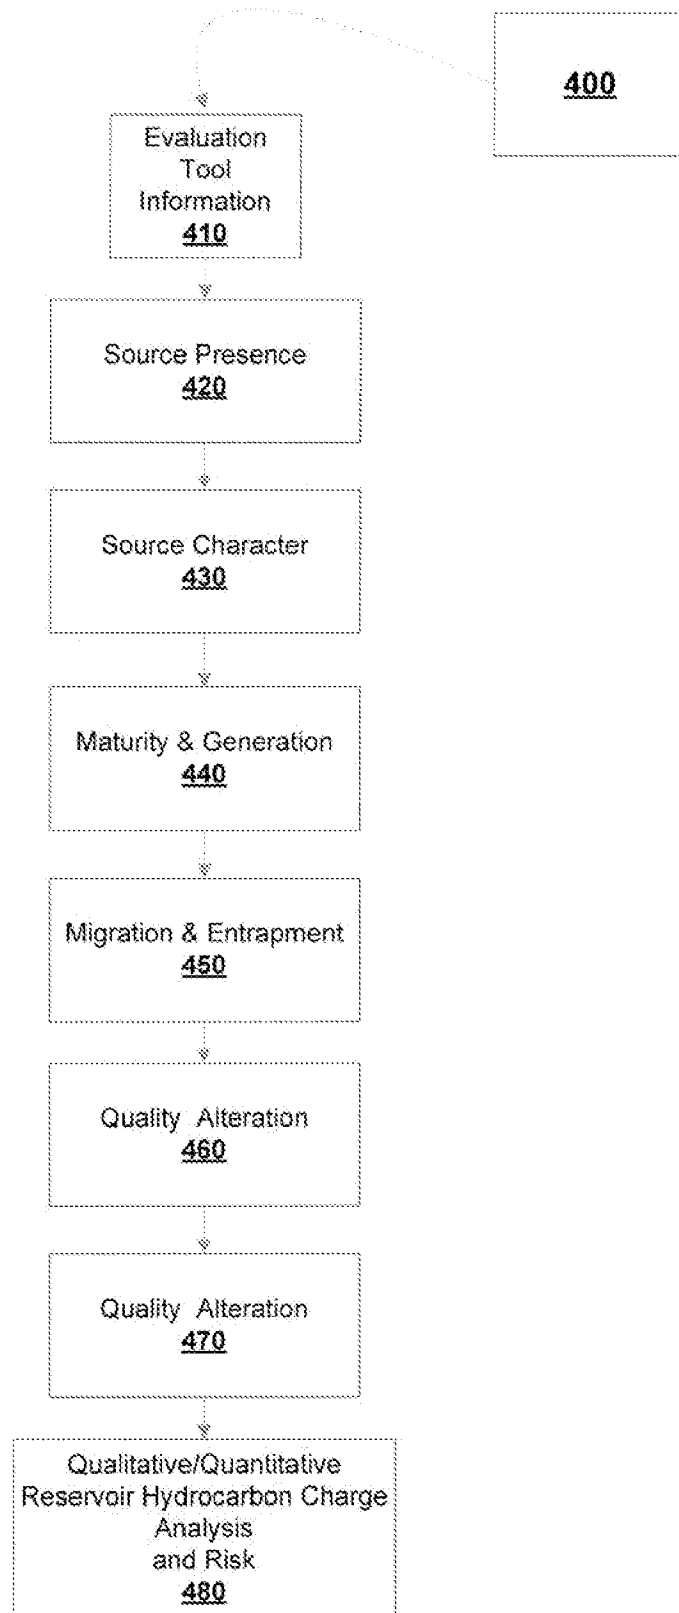 400
Evaluation
Tool
Information
410
Source Presence
420
Source Character
430
Maturity & Generation
440
Migration & Entrapment
450
Quality Alteration
460
Quality Alteration
470
Qualitative/Quantitative
Reservoir Hydrocarbon Charge
Analysis
and Risk
480